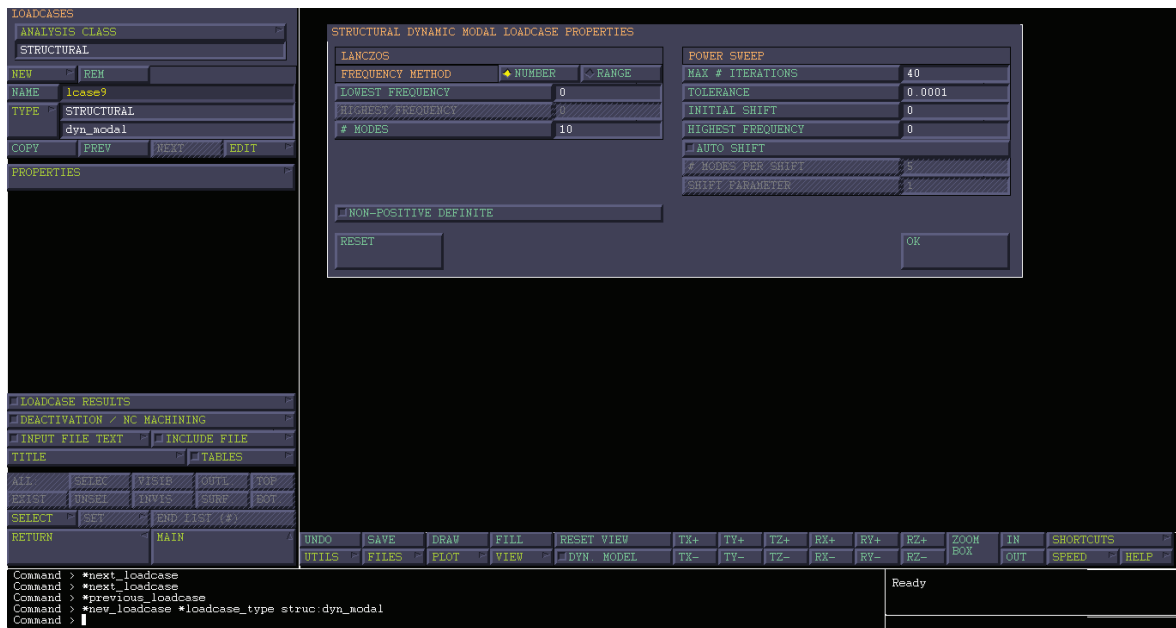 LOADCASES
ANALYSIS CLASS
STRUCTURAL
NEW REM
NAME lcase9
TYPE STRUCTURAL
dyn_modal
COPY PREV NEXT EDIT
PROPERTIES
LOADCASE RESULTS
DEACTIVATION / NC MACHINING
INPUT FILE TEXT INCLUDE FILE
TITLE TABLES
ALL SELEC VISIB OUTL TOP
EXIST UNSEL INVIS SURF BOT
SELECT SET END LIST (#)
RETURN MAIN
STRUCTURAL DYNAMIC MODAL LOADCASE PROPERTIES
LANCZOS
FREQUENCY METHOD NUMBER RANGE
LOWEST FREQUENCY 0
HIGHEST FREQUENCY 0
# MODES 10
NON-POSITIVE DEFINITE
RESET
POWER SWEEP
MAX # ITERATIONS 40
TOLERANCE 0.0001
INITIAL SHIFT 0
HIGHEST FREQUENCY 0
AUTO SHIFT
# MODES PER SHIFT 5
SHIFT PARAMETER 1
OK
UNDO SAVE DRAW FILL RESET VIEW TX+ TY+ TZ+ RX+ RY+ RZ+ ZOOM BOX IN SHORTCUTS
UTILS FILES PLOT VIEW DYN. MODEL TX- TY- TZ- RX- RY- RZ- OUT SPEED HELP
Command > *next_loadcase
Command > *next_loadcase
Command > *previous_loadcase
Command > *new_loadcase *loadcase_type struc:dyn_modal
Command >
Ready